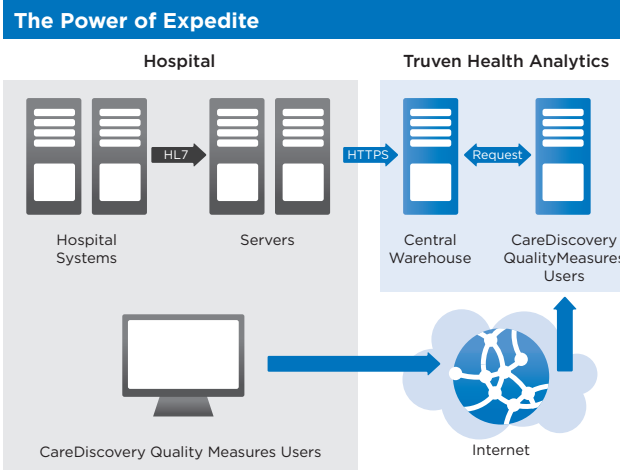 The Power of Expedite
Hospital
Truven Health Analytics
HL7
HTTPS
Request
Hospital
Systems
Servers
Central
Warehouse
CareDiscovery
QualityMeasures
Users
CareDiscovery Quality Measures Users
Internet